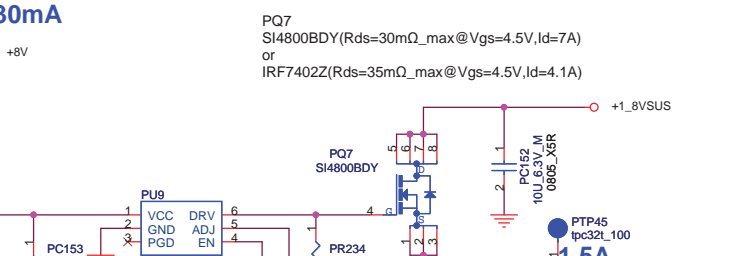 30mA
+8V
PQ7
SI4800BDY(Rds=30mΩ_max@Vgs=4.5V,Id=7A)
or
IRF7402Z(Rds=35mΩ_max@Vgs=4.5V,Id=4.1A)
+1_8VSUS
PQ7
SI4800BDY
5
6
7
8
D
G
S
4
1
2
3
1
2
PC152
10U_6.3V_M
0805_X5R
PU9
1
2
3
VCC
GND
PGD
DRV
ADJ
EN
6
5
4
1
PC153
1
PR234
PTP45
tpc32t_100
1
1.5A